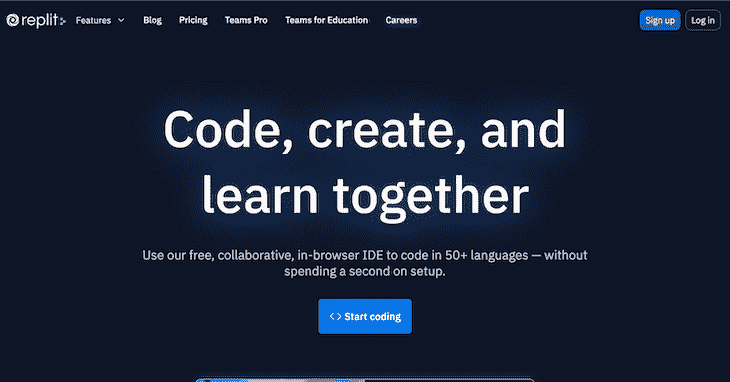 replit
Features Blog Pricing Teams Pro Teams for Education Careers Sign up Log in
Code, create, and
learn together
Use our free, collaborative, in-browser IDE to code in 50+ languages — without
spending a second on setup.
Start coding